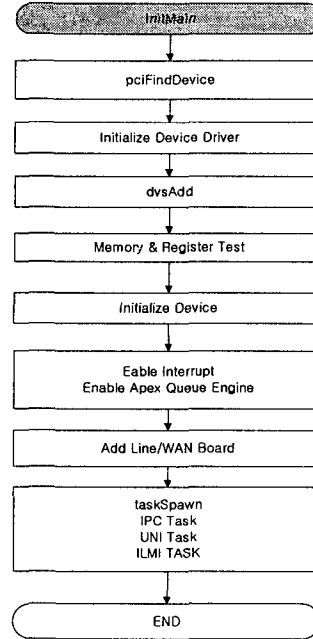 InitMain
pciFindDevice
Initialize Device Driver
dvsAdd
Memory & Register Test
Initialize Device
Eable Interrupt
Enable Apex Queue Engine
Add Line/WAN Board
taskSpawn
IPC Task
UNI Task
ILMI TASK
END